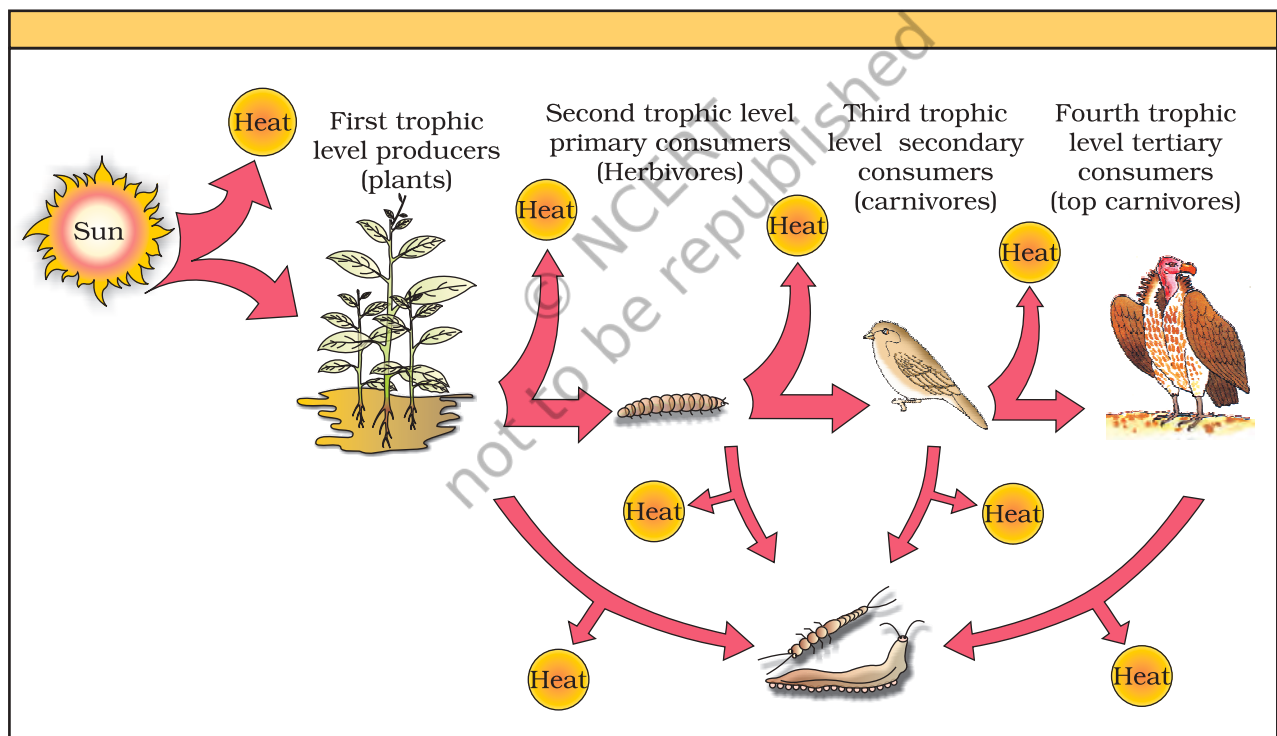 Heat
First trophic
level producers
(plants)
Second trophic level
primary consumers
(Herbivores)
Third trophic
level secondary
consumers
(carnivores)
Fourth trophic
level tertiary
consumers
(top carnivores)
Sun
Heat
Heat
Heat
© NCERT
not to be republished
Heat
Heat
Heat
Heat